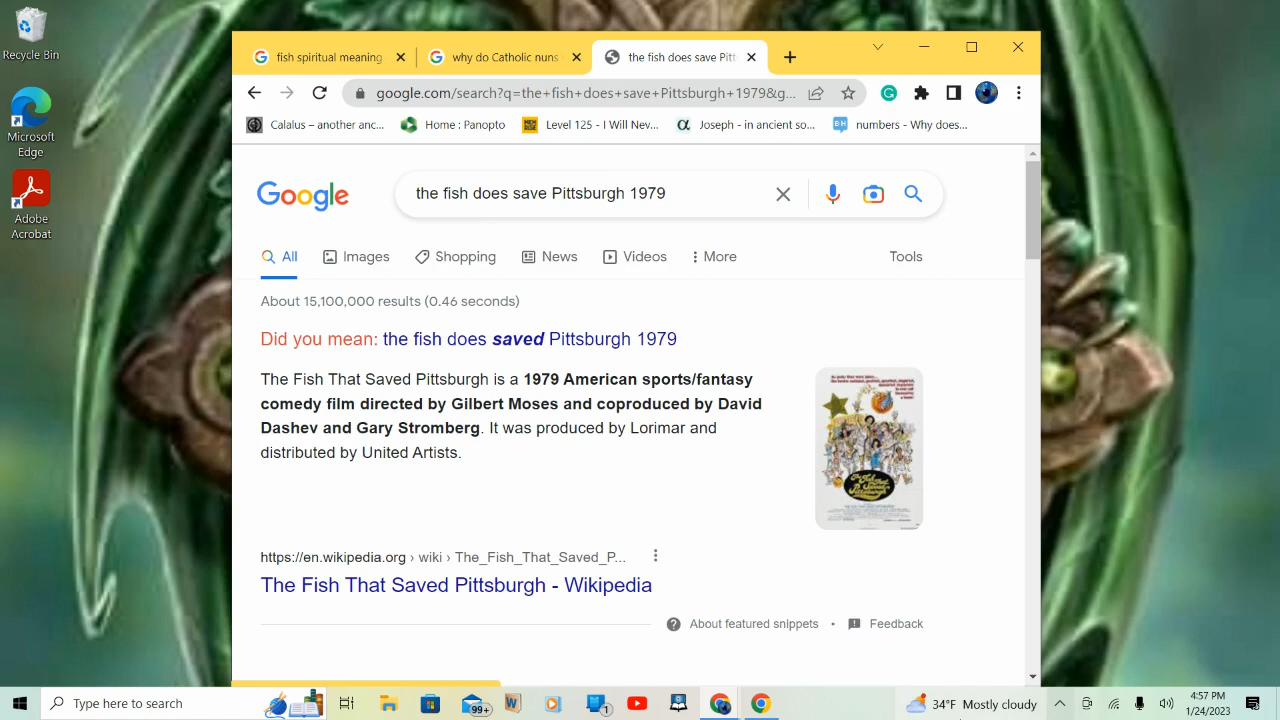 Recycle Bin
Microsoft
Edge
Adobe
Acrobat
fish spiritual meaning
why do Catholic nuns
the fish does save Pitt
google.com/search?q=the+fish+does+save+Pittsburgh+1979&g...
Calalus – another anc...
Home : Panopto
Level 125 - I Will Nev...
Joseph - in ancient so...
BH
numbers - Why does...
Google
the fish does save Pittsburgh 1979
All
Images
Shopping
News
Videos
More
Tools
About 15,100,000 results (0.46 seconds)
Did you mean: the fish does saved Pittsburgh 1979
The Fish That Saved Pittsburgh is a 1979 American sports/fantasy
comedy film directed by Gilbert Moses and coproduced by David
Dashev and Gary Stromberg. It was produced by Lorimar and
distributed by United Artists.
https://en.wikipedia.org › wiki › The_Fish_That_Saved_P...
The Fish That Saved Pittsburgh - Wikipedia
About featured snippets
•
Feedback
Type here to search
99+
1
34°F Mostly cloudy
4:57 PM
1/24/2023